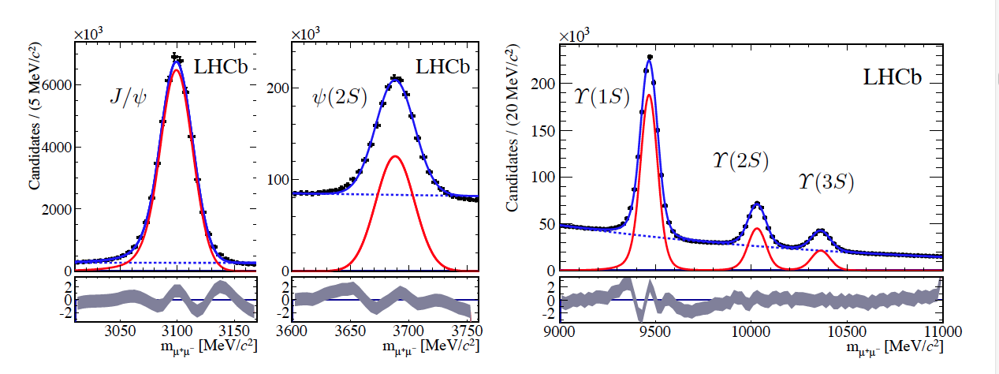 ×10³
Candidates / (5 MeV/c²)
LHCb
J/ψ
6000
4000
2000
0
2
0
-2
3050
3100
3150
m_μ⁺μ⁻ [MeV/c²]
×10³
LHCb
ψ(2S)
200
100
0
2
0
-2
3600
3650
3700
3750
m_μ⁺μ⁻ [MeV/c²]
×10³
Candidates / (20 MeV/c²)
LHCb
ϒ(1S)
ϒ(2S)
ϒ(3S)
200
150
100
50
0
2
0
-2
9000
9500
10000
10500
11000
m_μ⁺μ⁻ [MeV/c²]